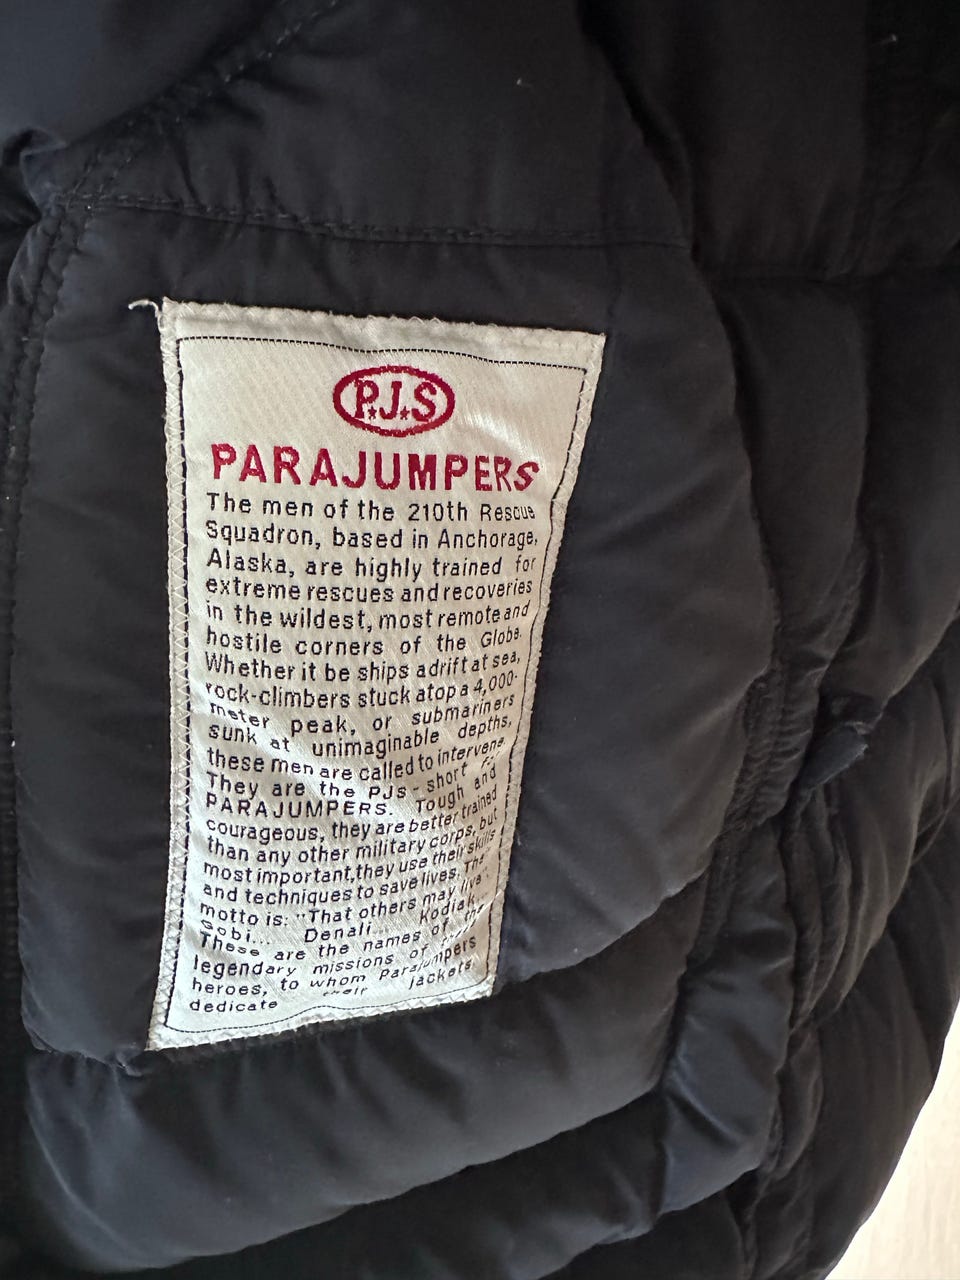 P.J.S
PARAJUMPERS
The men of the 210th Rescue
Squadron, based in Anchorage,
Alaska, are highly trained for
extreme rescues and recoveries
in the wildest, most remote and
hostile corners of the Globe.
Whether it be ships adrift at sea,
rock-climbers stuck atop a 4,000-
meter peak, or submariners
sunk at unimaginable depths,
these men are called to intervene.
They are the PJs - short
PARAJUMPERS. Tough and
courageous, they are better trained
than any other military corps, but
most important, they use their skills
and techniques to save lives. The
motto is: "That others may live".
Gobi... Denali... Kodiak...
These are the names of the
legendary missions of
heroes, to whom Parajumpers
dedicate their jackets